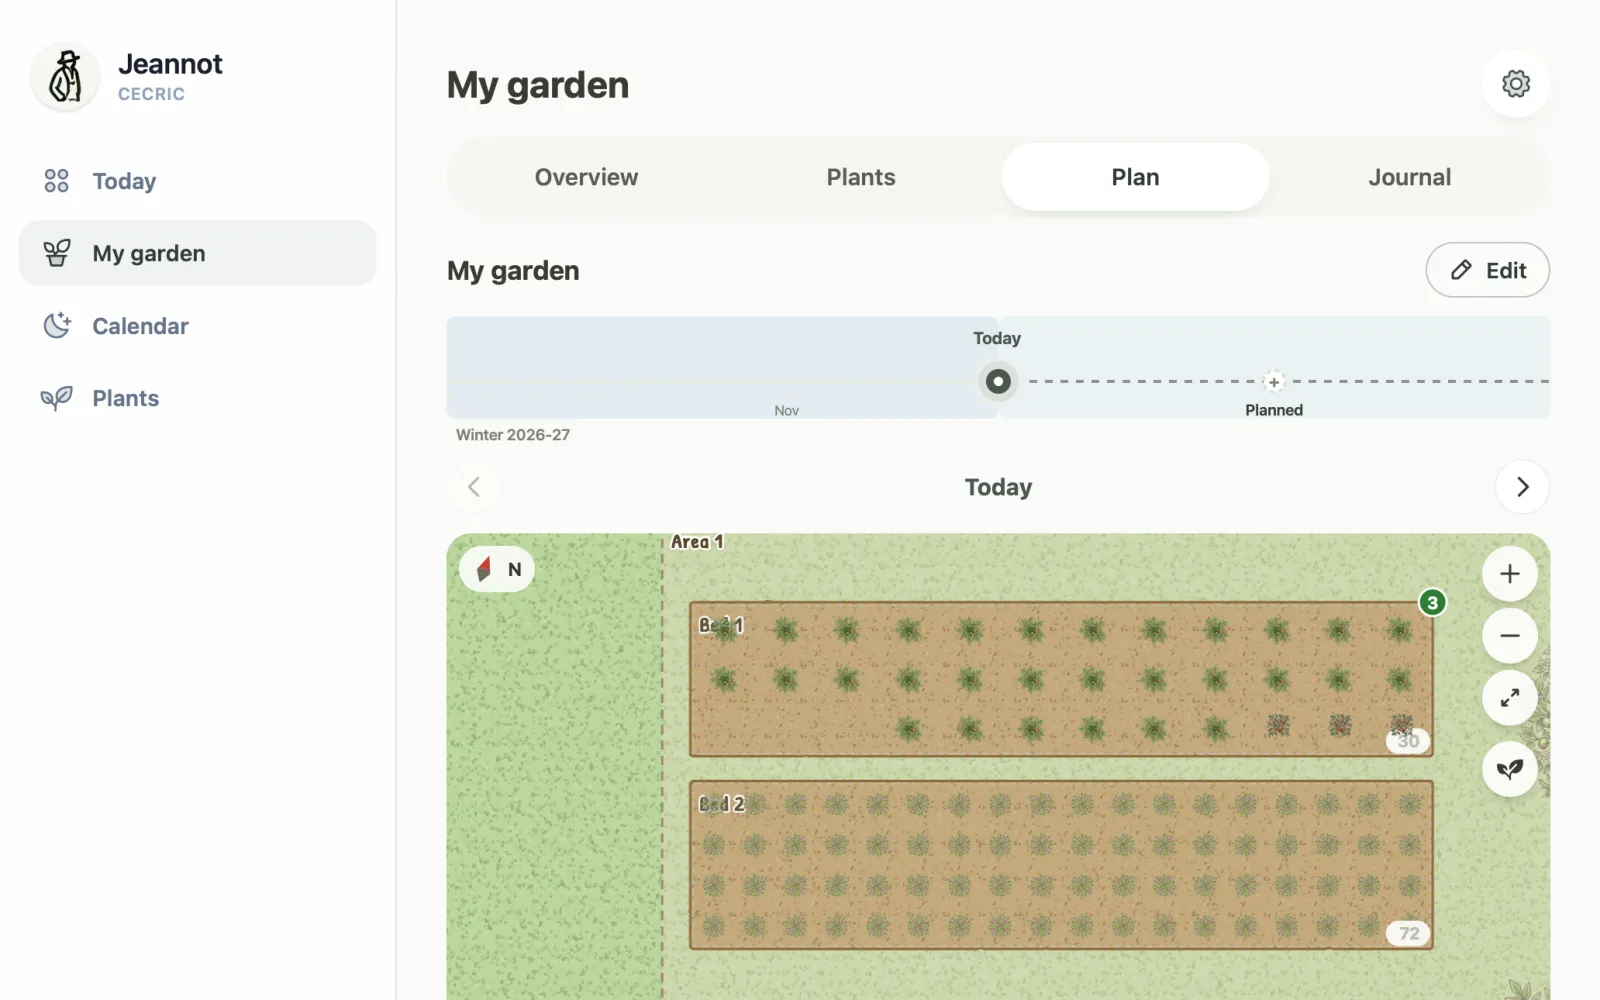 Jeannot
CECRIC
Today
My garden
Calendar
Plants
My garden
Overview
Plants
Plan
Journal
My garden
Edit
Today
Nov
Planned
Winter 2026-27
Today
Area 1
N
3
Bed 1
30
Bed 2
72